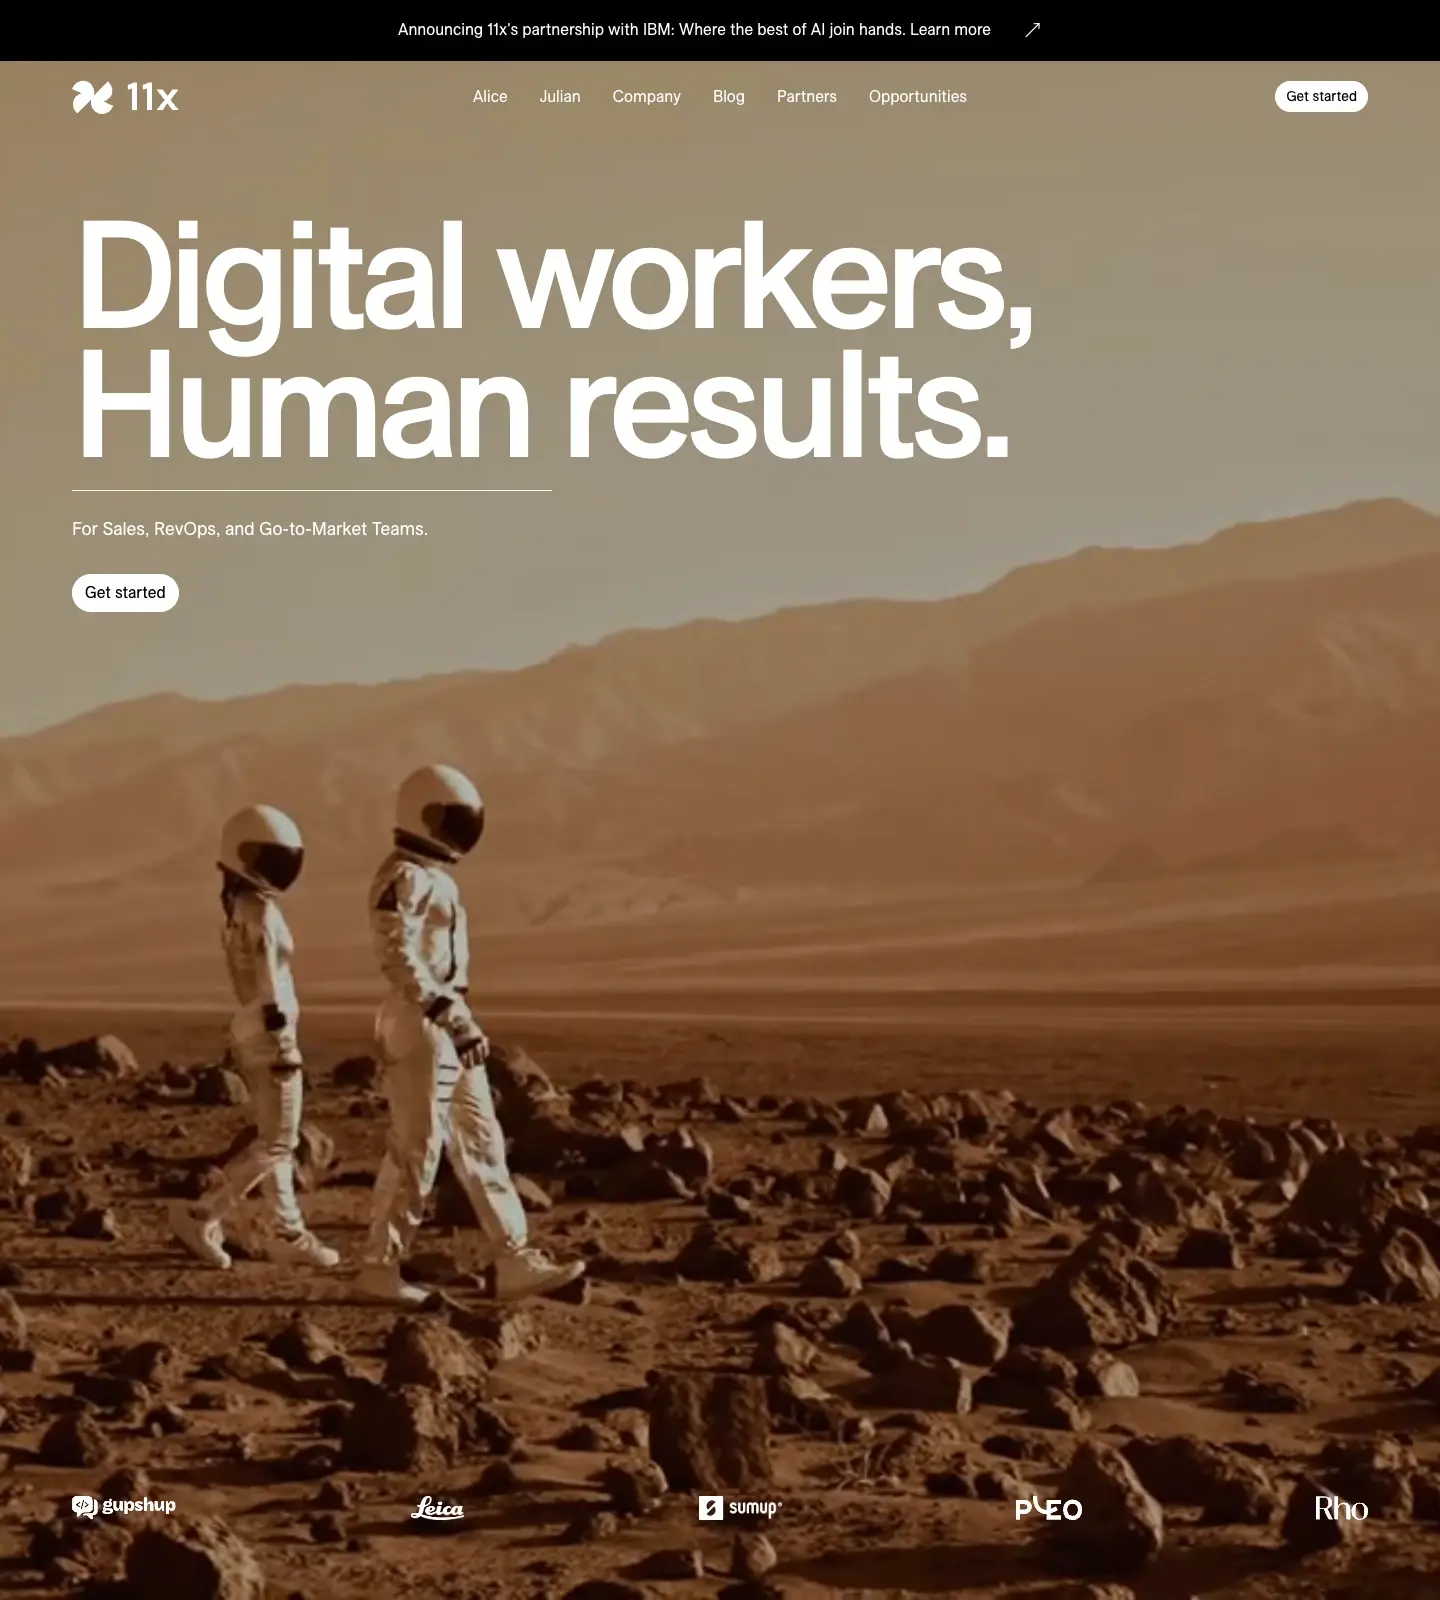 Announcing 11x's partnership with IBM: Where the best of AI join hands. Learn more
11x
Alice
Julian
Company
Blog
Partners
Opportunities
Get started
Digital workers,
Human results.
For Sales, RevOps, and Go-to-Market Teams.
Get started
gupshup
Leica
sumup®
PLEO
Rho